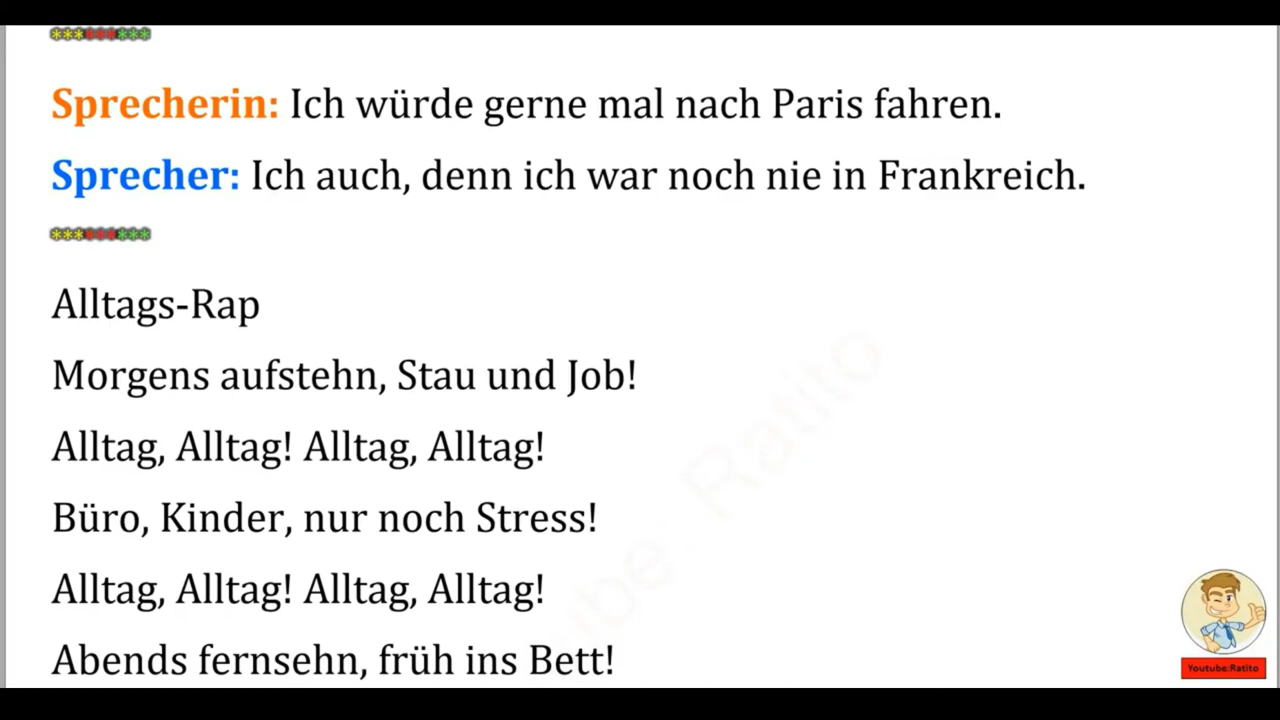 *********
Sprecherin: Ich würde gerne mal nach Paris fahren.
Sprecher: Ich auch, denn ich war noch nie in Frankreich.
*********
Alltags-Rap
Morgens aufstehn, Stau und Job!
Alltag, Alltag! Alltag, Alltag!
Büro, Kinder, nur noch Stress!
Alltag, Alltag! Alltag, Alltag!
Abends fernsehn, früh ins Bett!
ube: Ratito
Youtube:Ratito